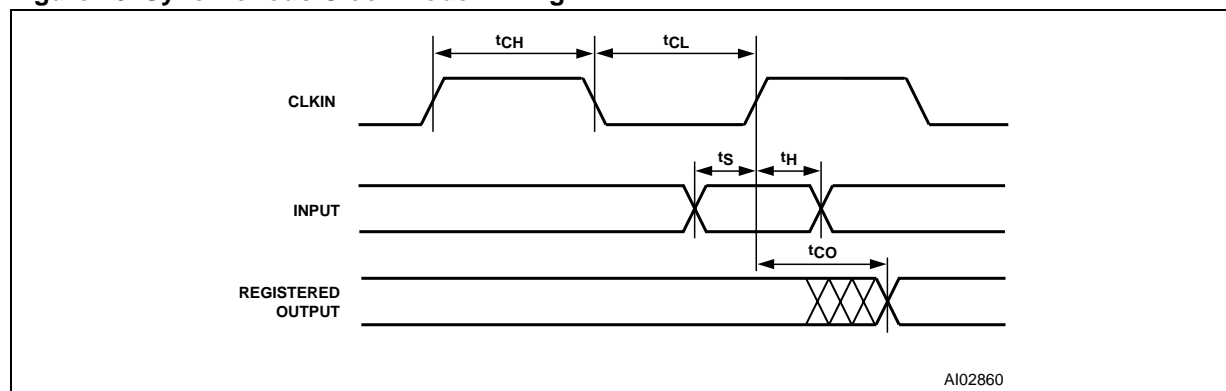 tCH
tCL
CLKIN
tS
tH
INPUT
tCO
REGISTERED
OUTPUT
AI02860